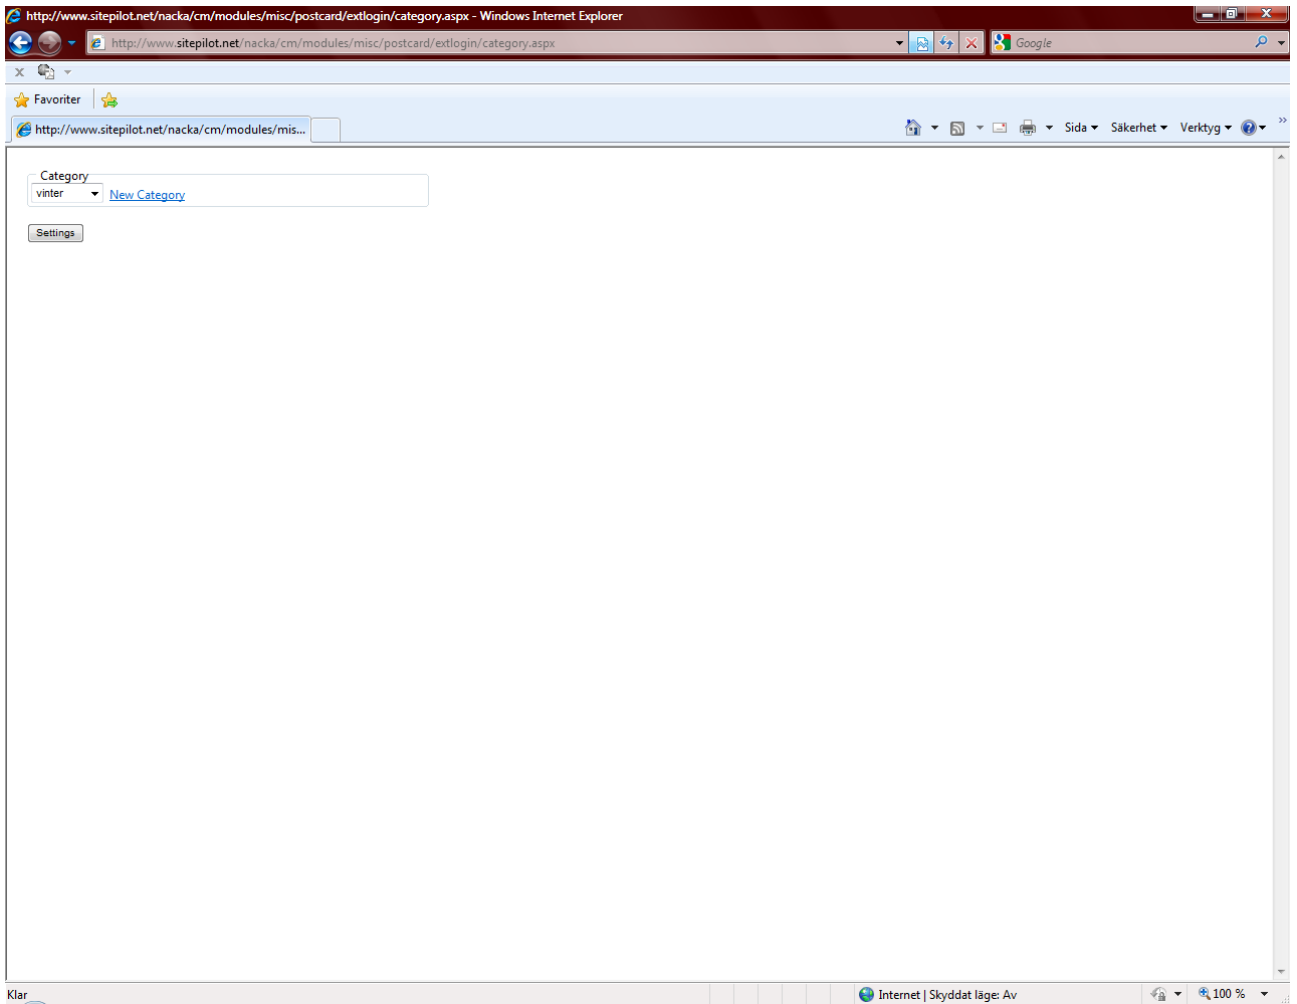 http://www.sitepilot.net/nacka/cm/modules/misc/postcard/extlogin/category.aspx - Windows Internet Explorer
http://www.sitepilot.net/nacka/cm/modules/misc/postcard/extlogin/category.aspx Google
Favoriter
http://www.sitepilot.net/nacka/cm/modules/mis... Sida Säkerhet Verktyg
Category
vinter New Category
Settings
Klar Internet | Skyddat läge: Av 100 %